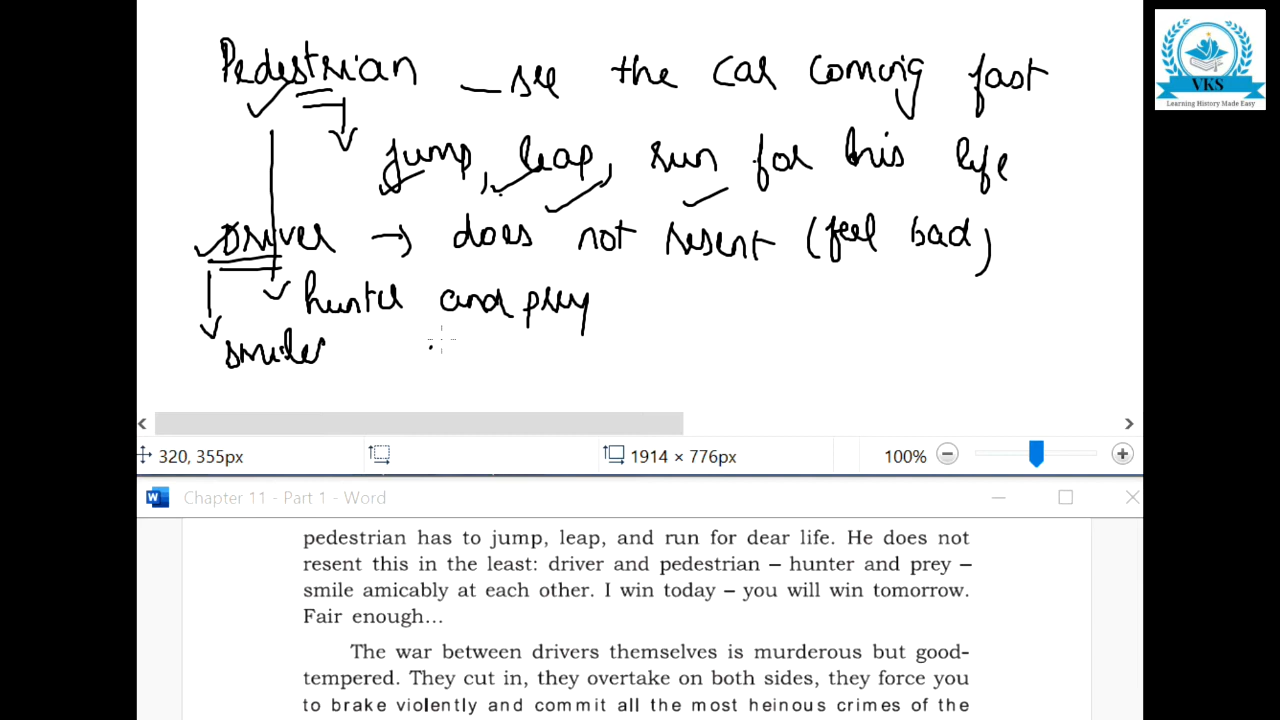 Pedestrian _ see the car coming fast
jump, leap, run for his life
Driver → does not resent (feel bad)
hunter and prey
smiles
VKS
Learning History Made Easy
320, 355px
1914 × 776px
100%
Chapter 11 - Part 1 - Word
pedestrian has to jump, leap, and run for dear life. He does not
resent this in the least: driver and pedestrian – hunter and prey –
smile amicably at each other. I win today – you will win tomorrow.
Fair enough...
The war between drivers themselves is murderous but good-
tempered. They cut in, they overtake on both sides, they force you
to brake violently and commit all the most heinous crimes of the